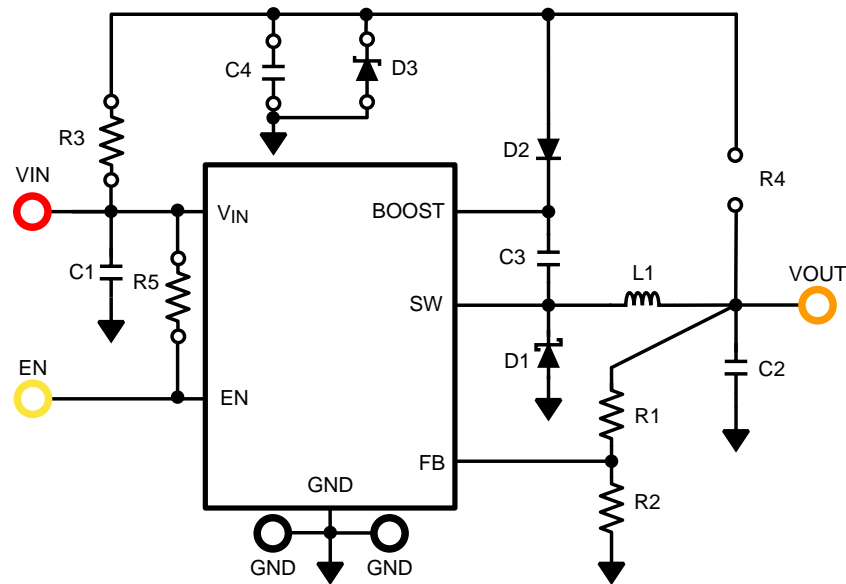 C4
D3
R3
D2
R4
VIN
VIN
BOOST
C3
C1
R5
L1
VOUT
SW
D1
C2
EN
EN
R1
FB
GND
R2
GND
GND